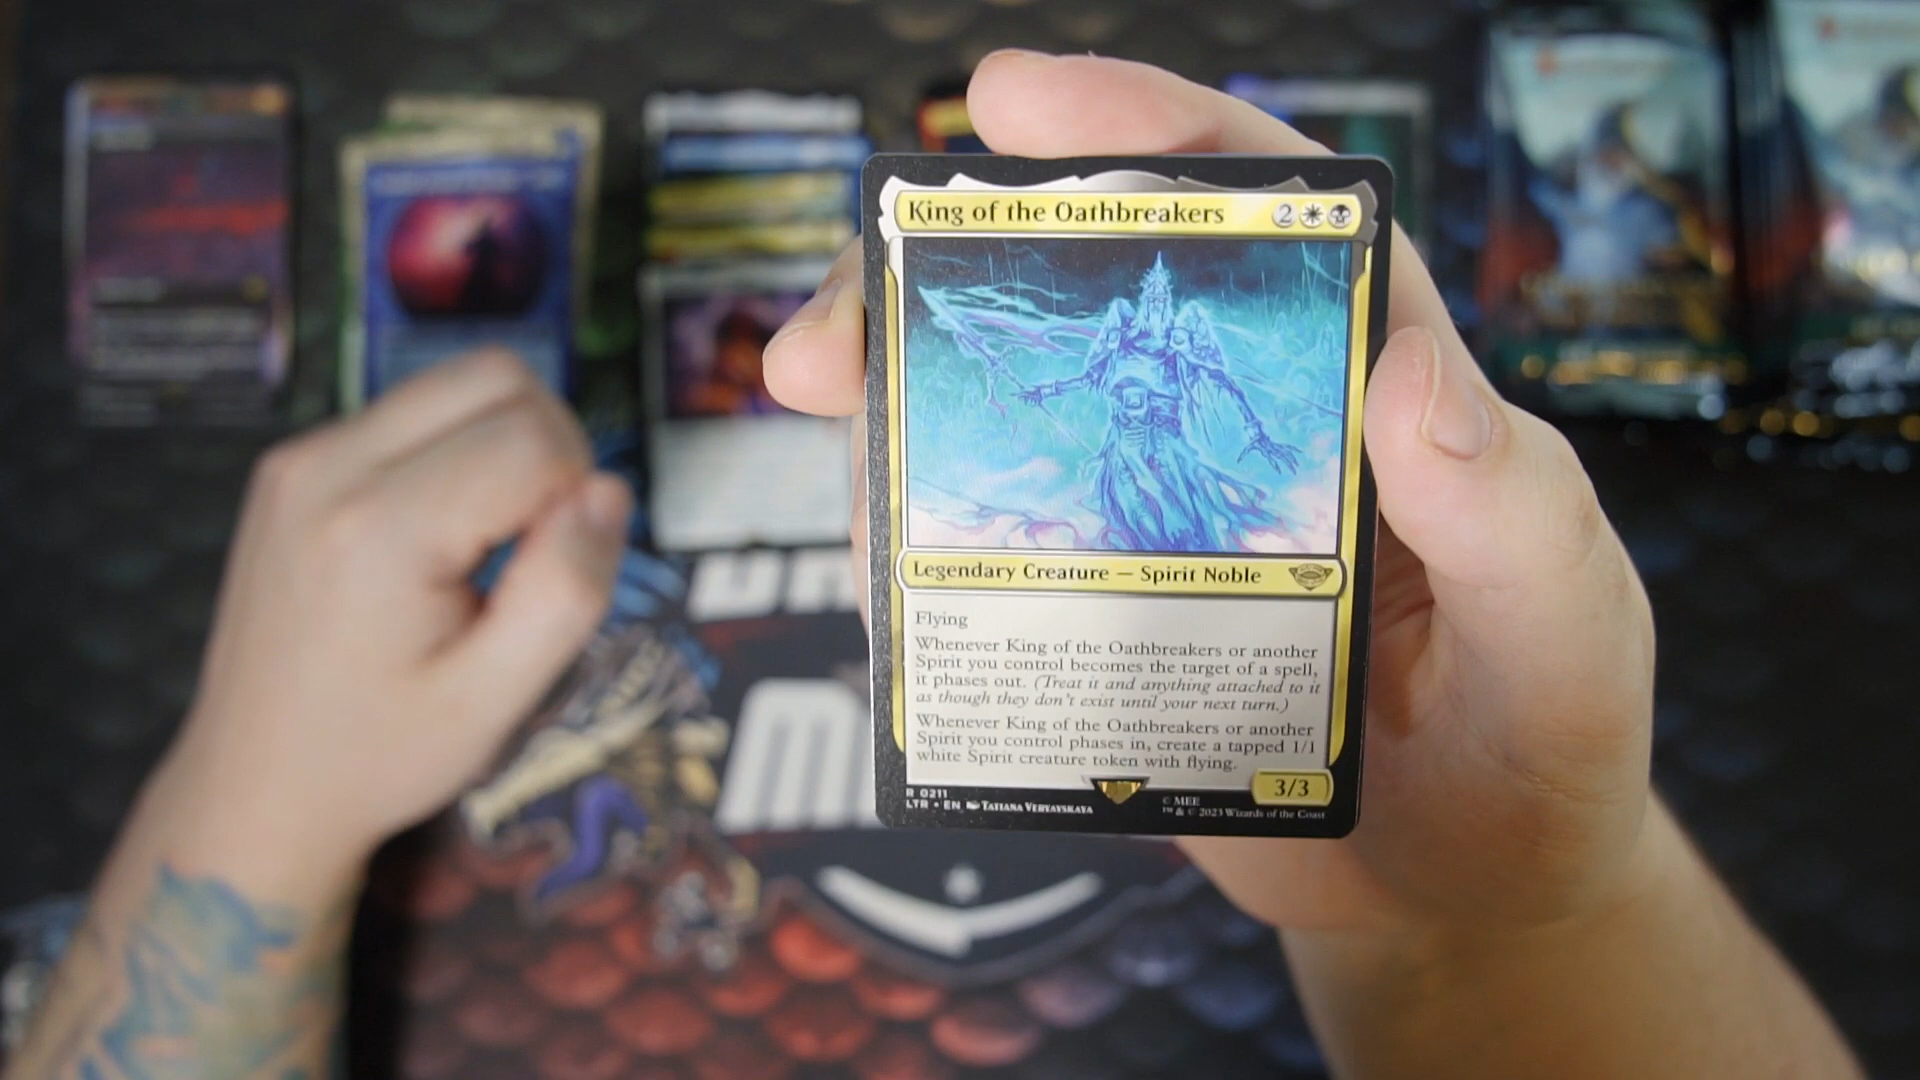 King of the Oathbreakers 2
Legendary Creature — Spirit Noble
Flying
Whenever King of the Oathbreakers or another
Spirit you control becomes the target of a spell,
it phases out. (Treat it and anything attached to it
as though they don't exist until your next turn.)
Whenever King of the Oathbreakers or another
Spirit you control phases in, create a tapped 1/1
white Spirit creature token with flying.
3/3
R 0211
LTR • EN Tatiana Veryayskaya
© MEE
™ & © 2023 Wizards of the Coast